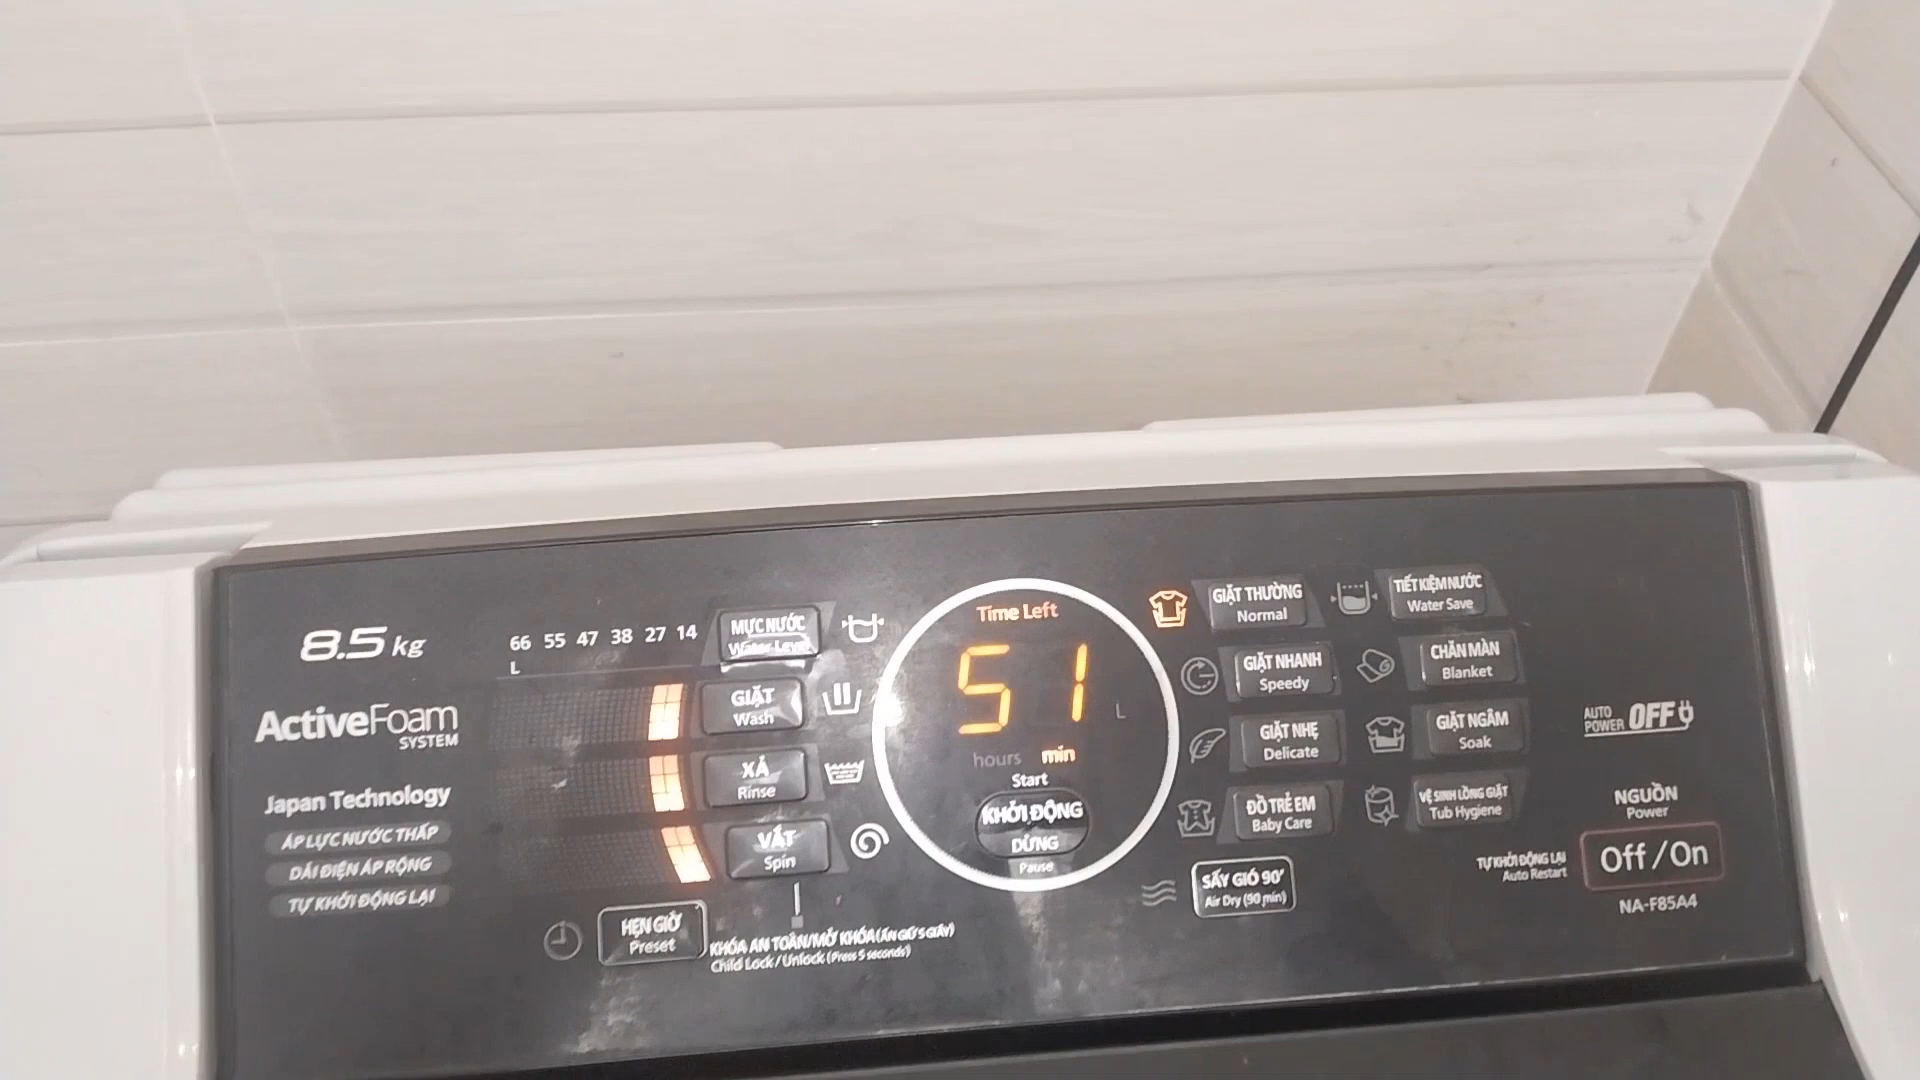 8.5 kg
ActiveFoam
SYSTEM
Japan Technology
ÁP LỰC NƯỚC THẤP
DẢI ĐIỆN ÁP RỘNG
TỰ KHỞI ĐỘNG LẠI
66 55 47 38 27 14
L
MỰC NƯỚC
Water Level
GIẶT
Wash
XẢ
Rinse
VẮT
Spin
HẸN GIỜ
Preset
KHÓA AN TOÀN/MỞ KHÓA (ẤN GIỮ 5 GIÂY)
Child Lock / Unlock (Press 5 seconds)
Time Left
51
L
hours min
Start
KHỞI ĐỘNG
DỪNG
Pause
GIẶT THƯỜNG
Normal
GIẶT NHANH
Speedy
GIẶT NHẸ
Delicate
ĐỒ TRẺ EM
Baby Care
SẤY GIÓ 90'
Air Dry (90 min)
TIẾT KIỆM NƯỚC
Water Save
CHĂN MÀN
Blanket
GIẶT NGÂM
Soak
VỆ SINH LỒNG GIẶT
Tub Hygiene
AUTO
POWER OFF
NGUỒN
Power
TỰ KHỞI ĐỘNG LẠI
Auto Restart
Off/On
NA-F85A4